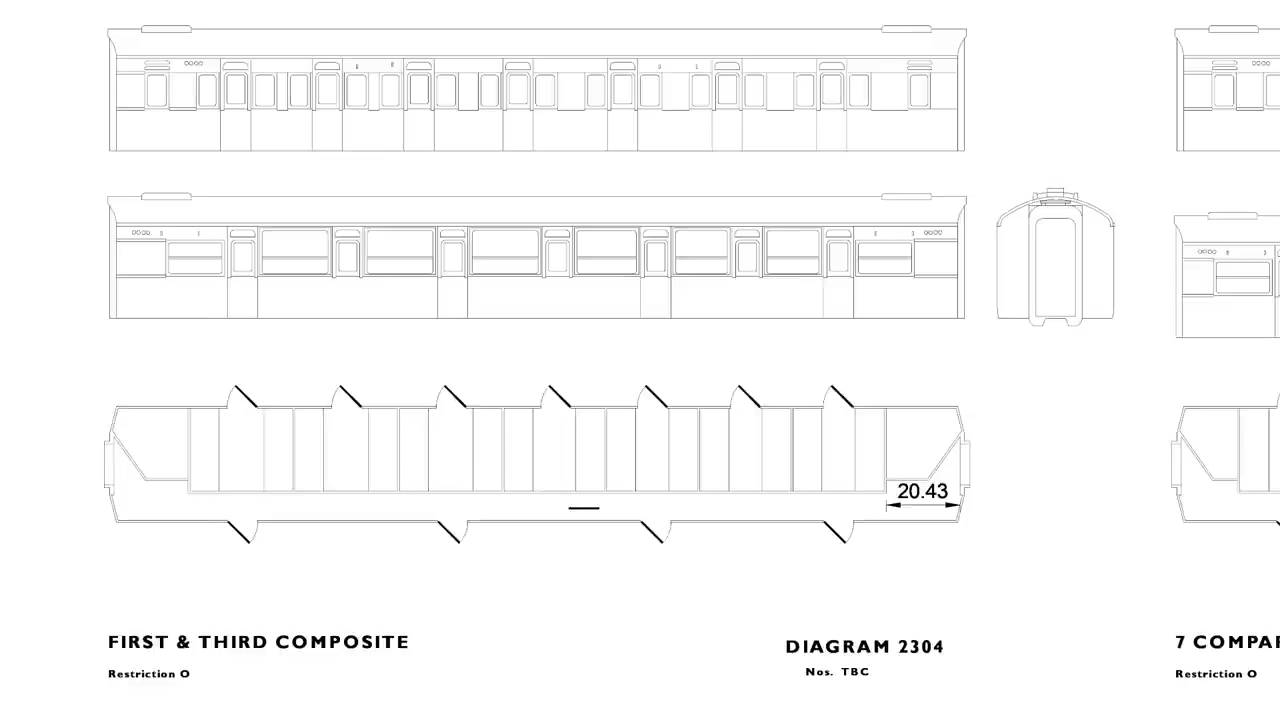 20.43
FIRST & THIRD COMPOSITE
DIAGRAM 2304
7 COMPAR
Restriction O
Nos. TBC
Restriction O